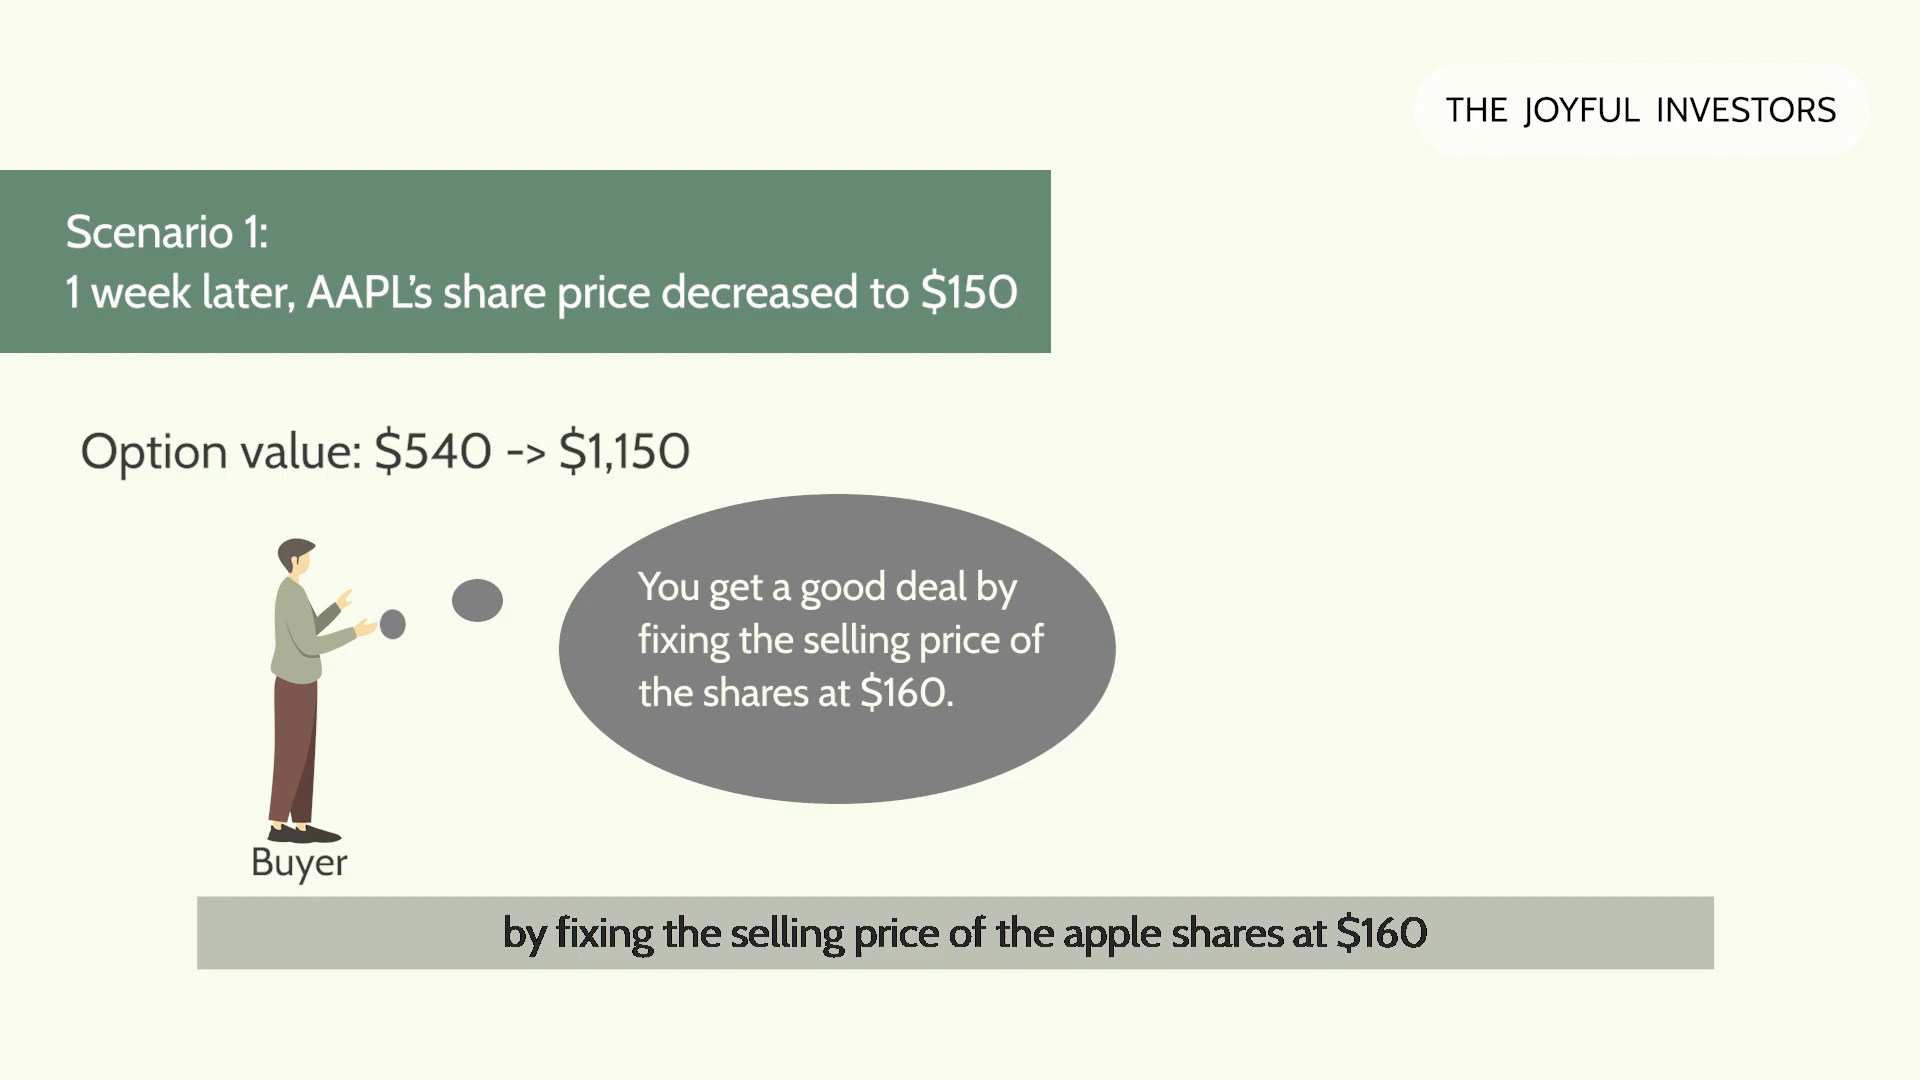 THE JOYFUL INVESTORS
Scenario 1:
1 week later, AAPL's share price decreased to $150
Option value: $540 -> $1,150
You get a good deal by
fixing the selling price of
the shares at $160.
Buyer
by fixing the selling price of the apple shares at $160